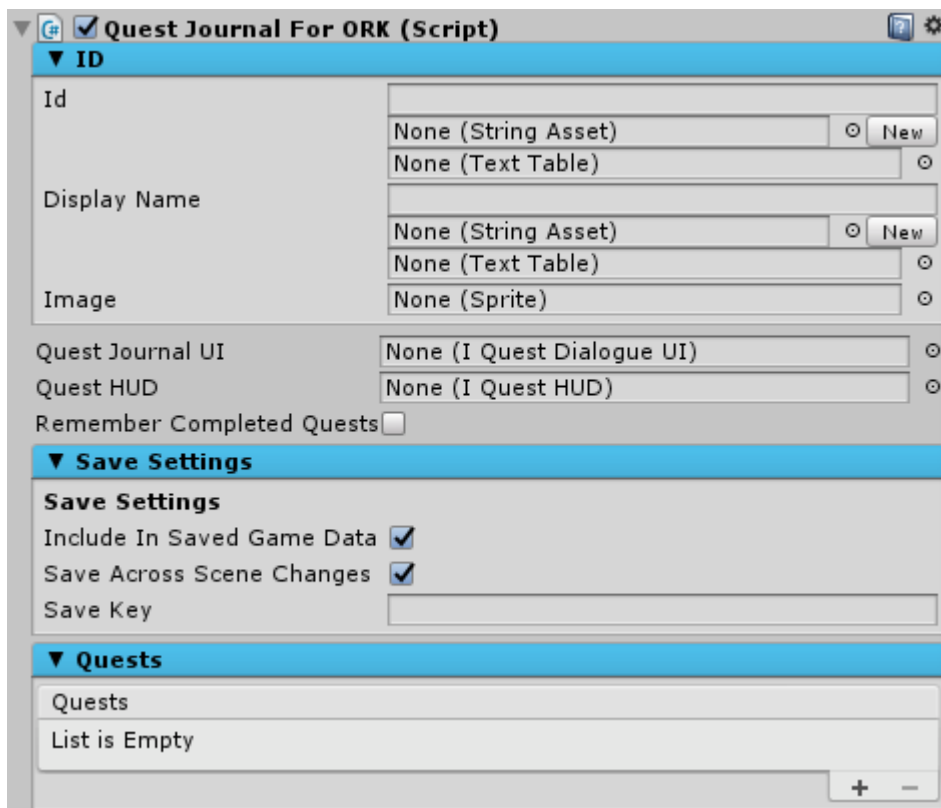 Quest Journal For ORK (Script)
ID
Id
None (String Asset) New
None (Text Table)
Display Name
None (String Asset) New
None (Text Table)
Image None (Sprite)
Quest Journal UI None (I Quest Dialogue UI)
Quest HUD None (I Quest HUD)
Remember Completed Quests
Save Settings
Save Settings
Include In Saved Game Data
Save Across Scene Changes
Save Key
Quests
Quests
List is Empty
+ −